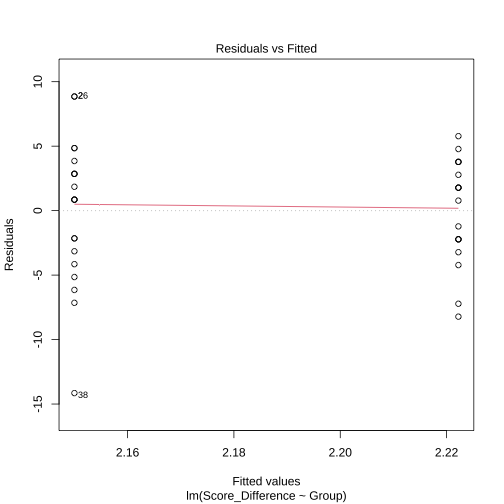 Residuals vs Fitted
10
5
0
-5
-10
-15
Residuals
26
38
2.16 2.18 2.20 2.22
Fitted values
lm(Score_Difference ~ Group)